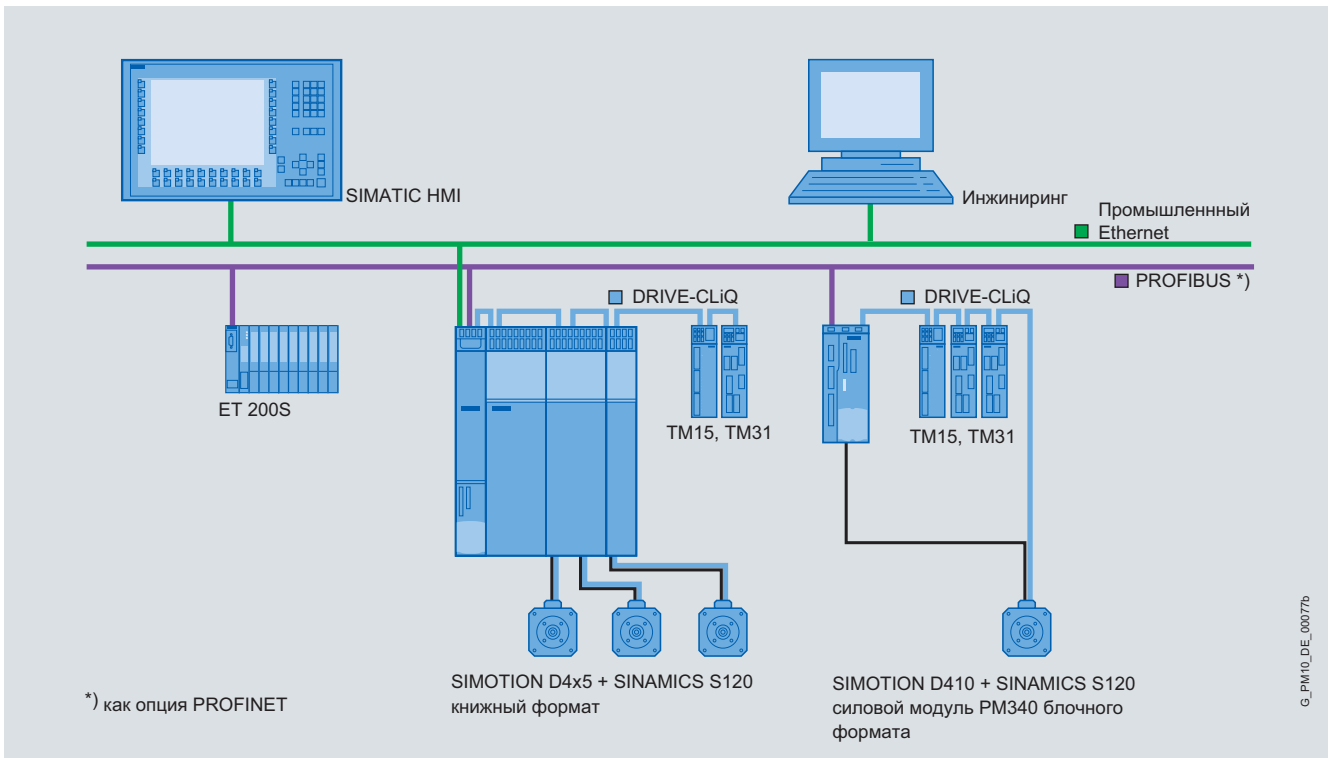 SIMATIC HMI
Инжиниринг
Промышленнный
Ethernet
PROFIBUS *)
DRIVE-CLiQ
DRIVE-CLiQ
ET 200S
TM15, TM31
TM15, TM31
SIMOTION D4x5 + SINAMICS S120
книжный формат
SIMOTION D410 + SINAMICS S120
силовой модуль PM340 блочного
формата
*) как опция PROFINET
G_PM10_DE_00077b